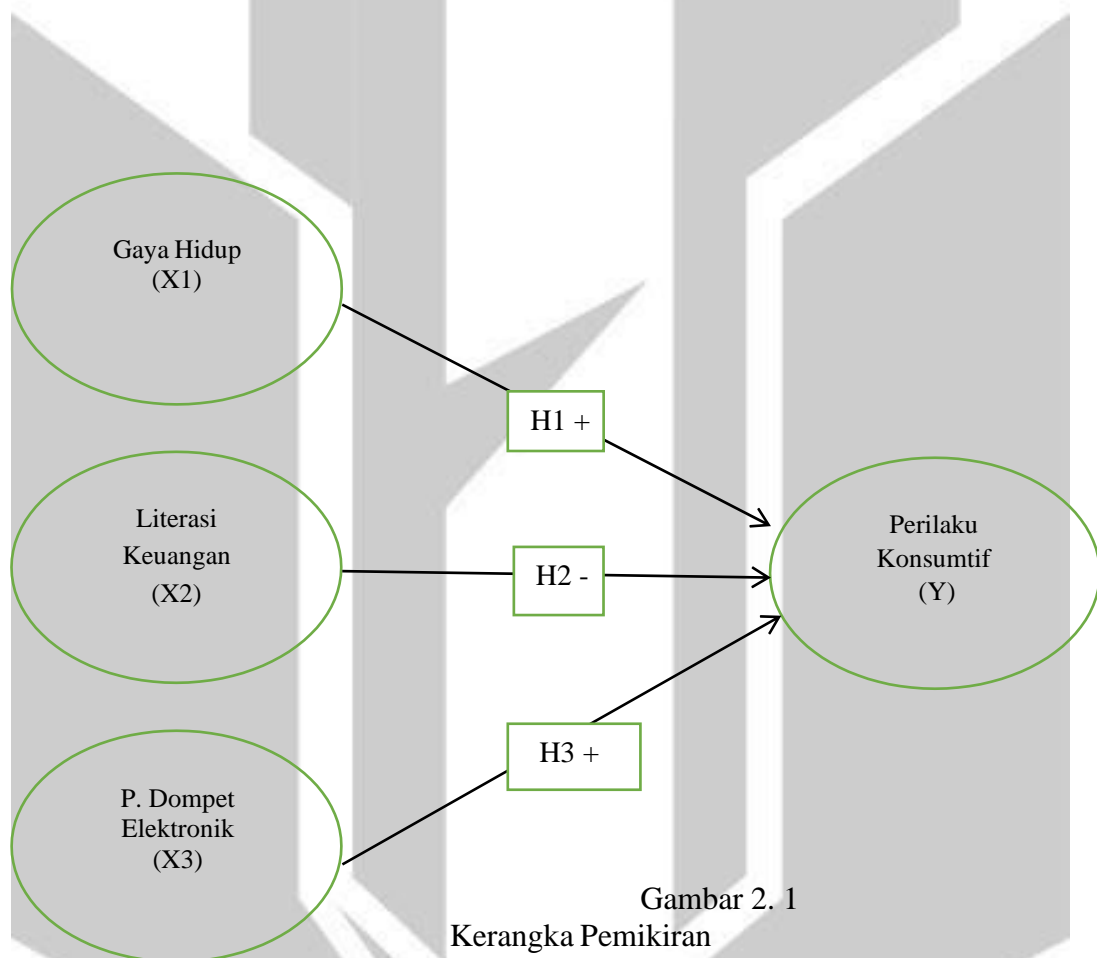 Gaya Hidup
(X1)
H1 +
Literasi
Keuangan
(X2)
H2 -
Perilaku
Konsumtif
(Y)
H3 +
P. Dompet
Elektronik
(X3)
Gambar 2. 1
Kerangka Pemikiran